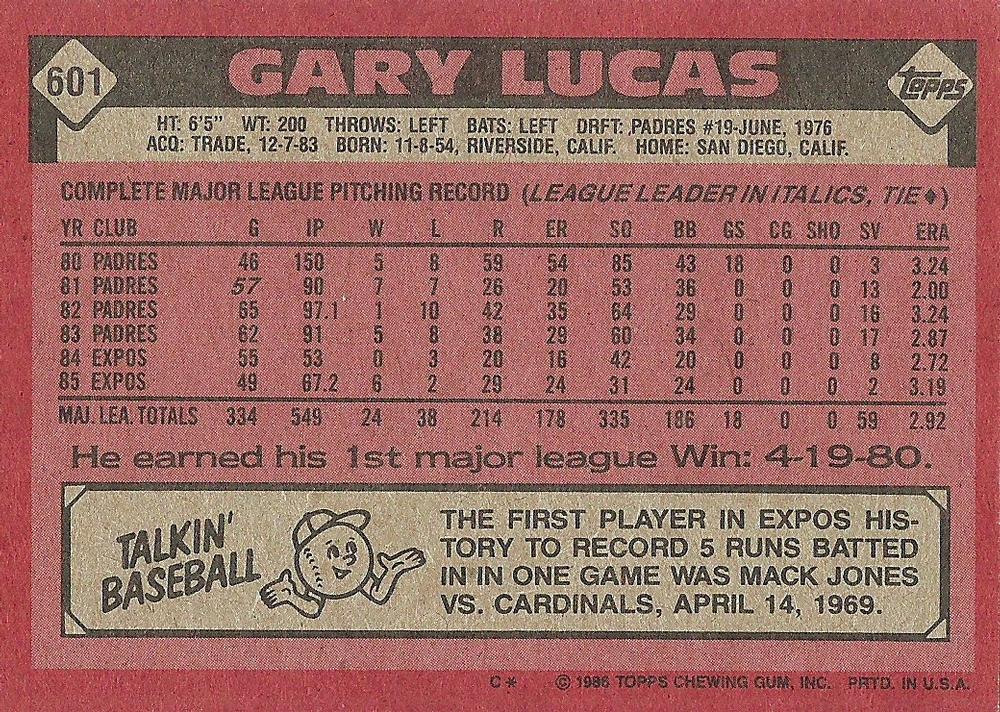 601 GARY LUCAS Topps
HT: 6'5" WT: 200 THROWS: LEFT BATS: LEFT DRFT: PADRES #19-JUNE, 1976
ACQ: TRADE, 12-7-83 BORN: 11-8-54, RIVERSIDE, CALIF. HOME: SAN DIEGO, CALIF.
COMPLETE MAJOR LEAGUE PITCHING RECORD (LEAGUE LEADER IN ITALICS, TIE♦)
YR CLUB G IP W L R ER SO BB GS CG SHO SV ERA
80 PADRES 46 150 5 8 59 54 85 43 18 0 0 3 3.24
81 PADRES 57 90 7 7 26 20 53 36 0 0 0 13 2.00
82 PADRES 65 97.1 1 10 42 35 64 29 0 0 0 16 3.24
83 PADRES 62 91 5 8 38 29 60 34 0 0 0 17 2.87
84 EXPOS 55 53 0 3 20 16 42 20 0 0 0 8 2.72
85 EXPOS 49 67.2 6 2 29 24 31 24 0 0 0 2 3.19
MAJ. LEA. TOTALS 334 549 24 38 214 178 335 186 18 0 0 59 2.92
He earned his 1st major league Win: 4-19-80.
TALKIN'
BASEBALL
THE FIRST PLAYER IN EXPOS HIS-
TORY TO RECORD 5 RUNS BATTED
IN IN ONE GAME WAS MACK JONES
VS. CARDINALS, APRIL 14, 1969.
C* © 1986 TOPPS CHEWING GUM, INC. PRTD. IN U.S.A.